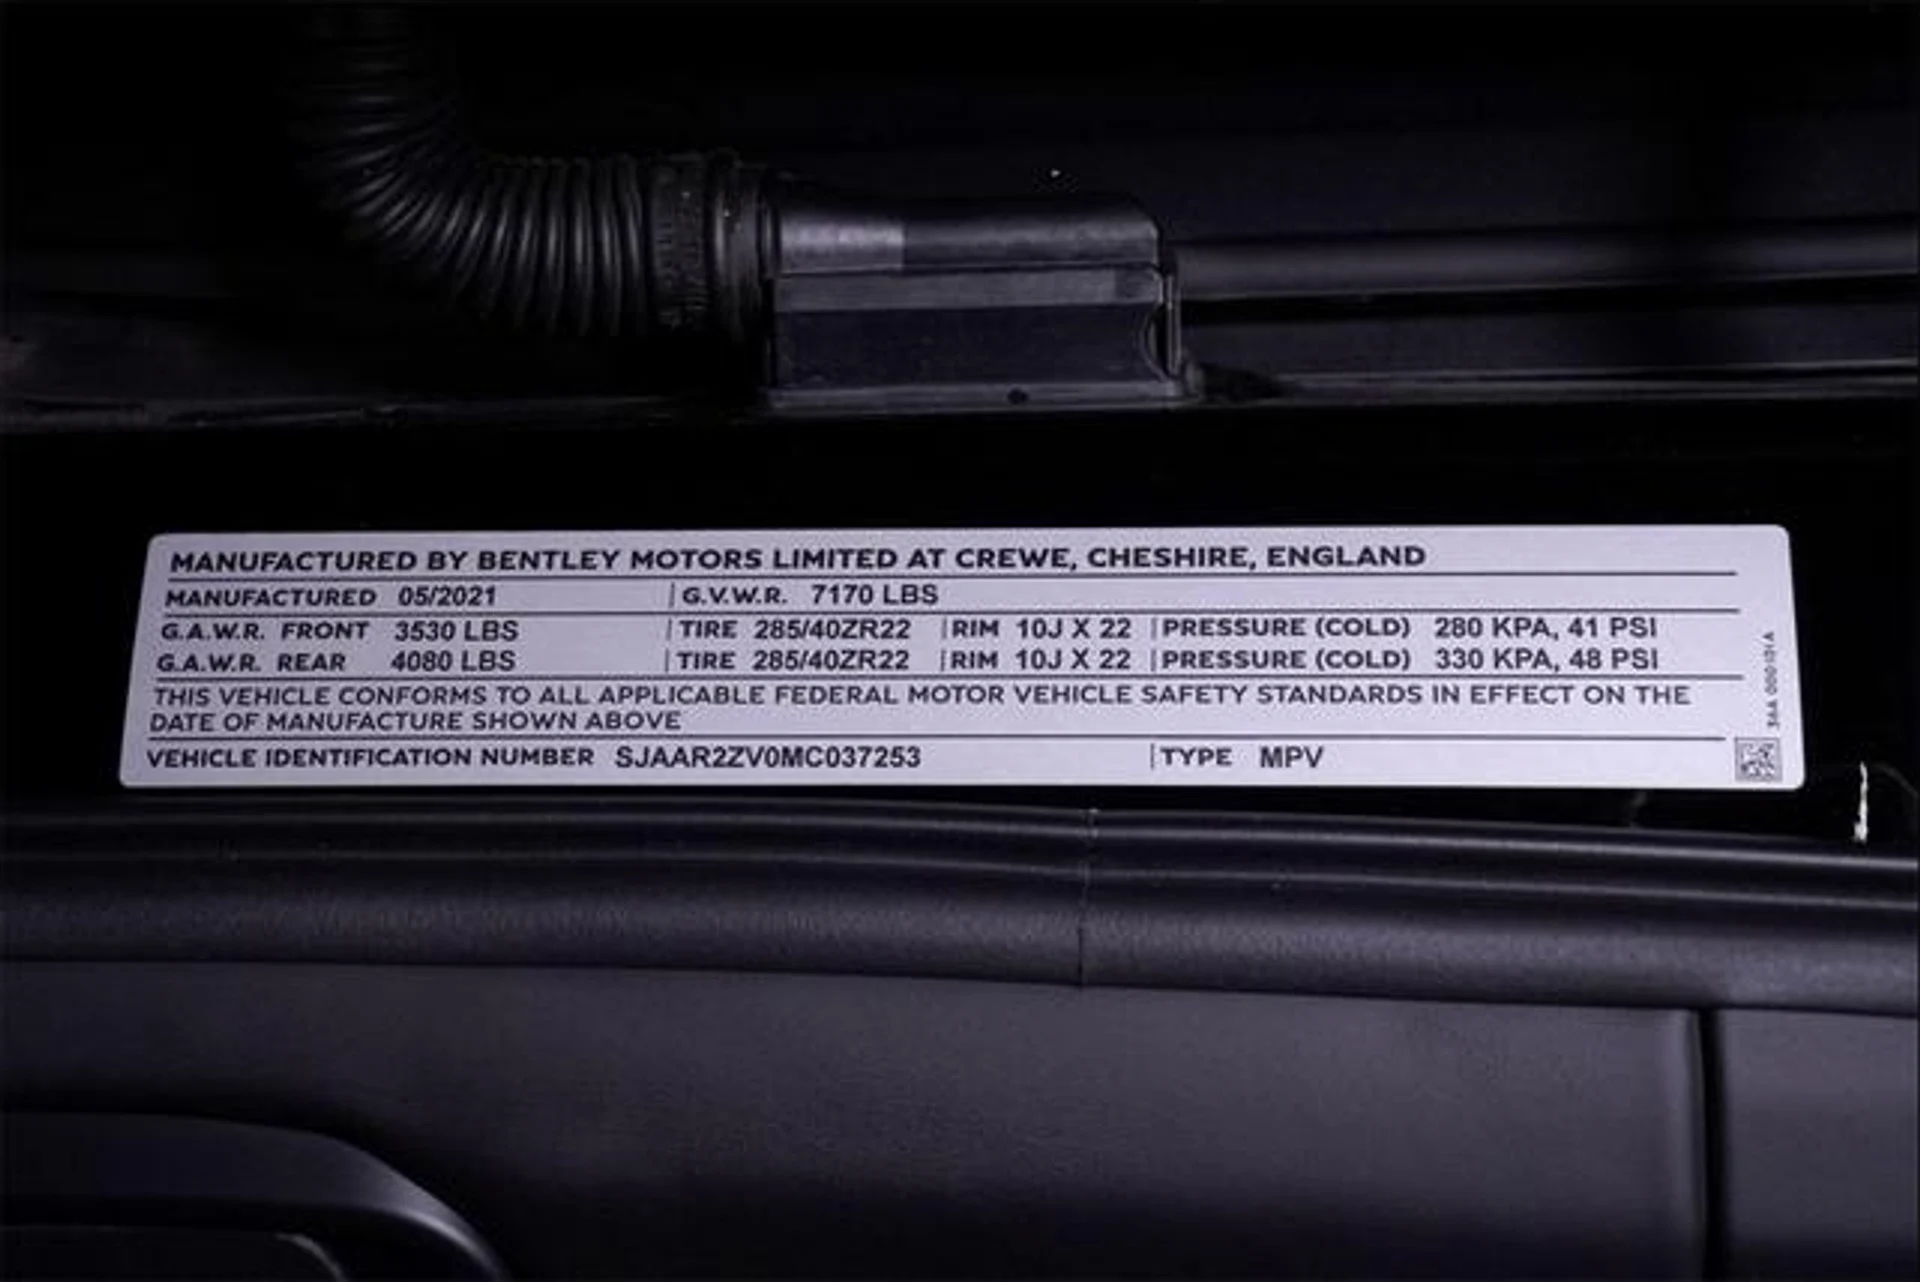 MANUFACTURED BY BENTLEY MOTORS LIMITED AT CREWE, CHESHIRE, ENGLAND
MANUFACTURED 05/2021 G.V.W.R. 7170 LBS
G.A.W.R. FRONT 3530 LBS TIRE 285/40ZR22 RIM 10J X 22 PRESSURE (COLD) 280 KPA, 41 PSI
G.A.W.R. REAR 4080 LBS TIRE 285/40ZR22 RIM 10J X 22 PRESSURE (COLD) 330 KPA, 48 PSI
THIS VEHICLE CONFORMS TO ALL APPLICABLE FEDERAL MOTOR VEHICLE SAFETY STANDARDS IN EFFECT ON THE
DATE OF MANUFACTURE SHOWN ABOVE
VEHICLE IDENTIFICATION NUMBER SJAAR2ZV0MC037253 TYPE MPV